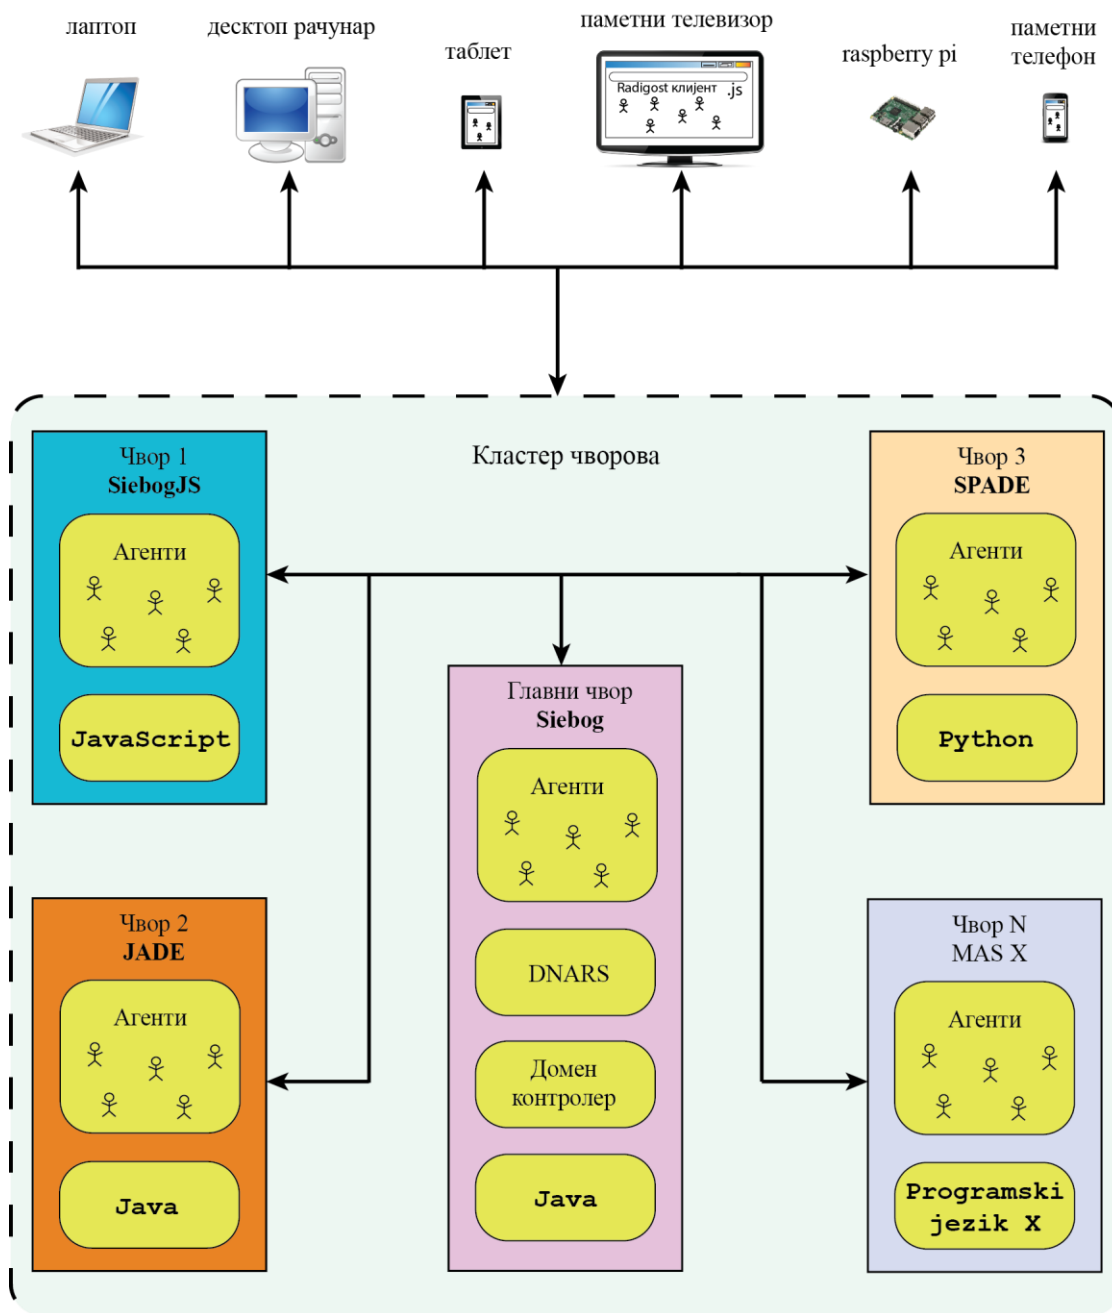 лаптоп
десктоп рачунар
таблет
паметни телевизор
raspberry pi
паметни
телефон
Radigost клијент
.js
Кластер чворова
Чвор 1
SiebogJS
Агенти
JavaScript
Чвор 3
SPADE
Агенти
Python
Главни чвор
Siebog
Агенти
DNARS
Домен
контролер
Java
Чвор 2
JADE
Агенти
Java
Чвор N
MAS X
Агенти
Programski
jezik X